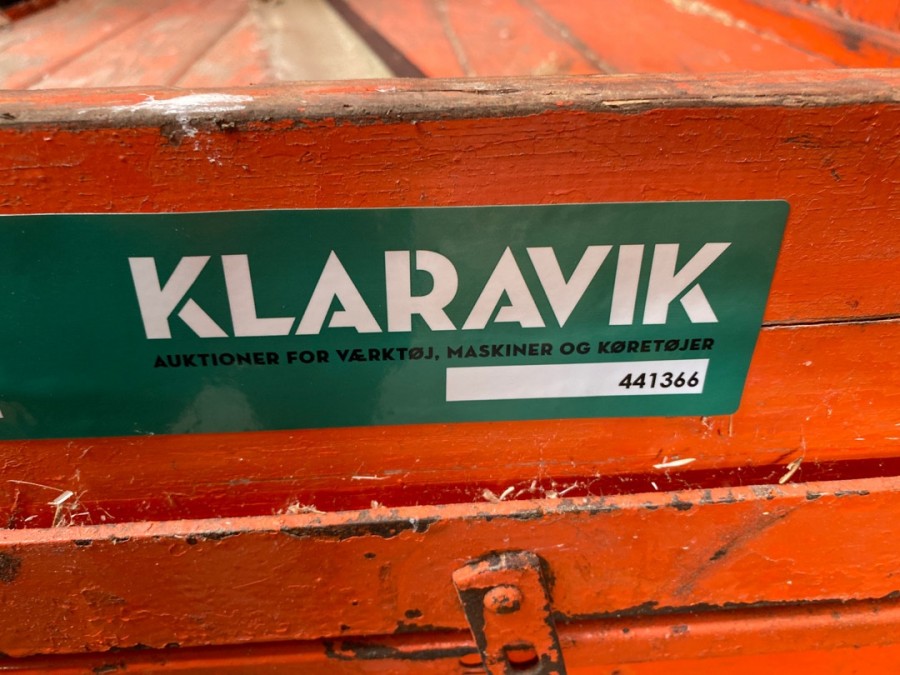 KLARAVIK
AUKTIONER FOR VÆRKTØJ, MASKINER OG KØRETØJER
441366